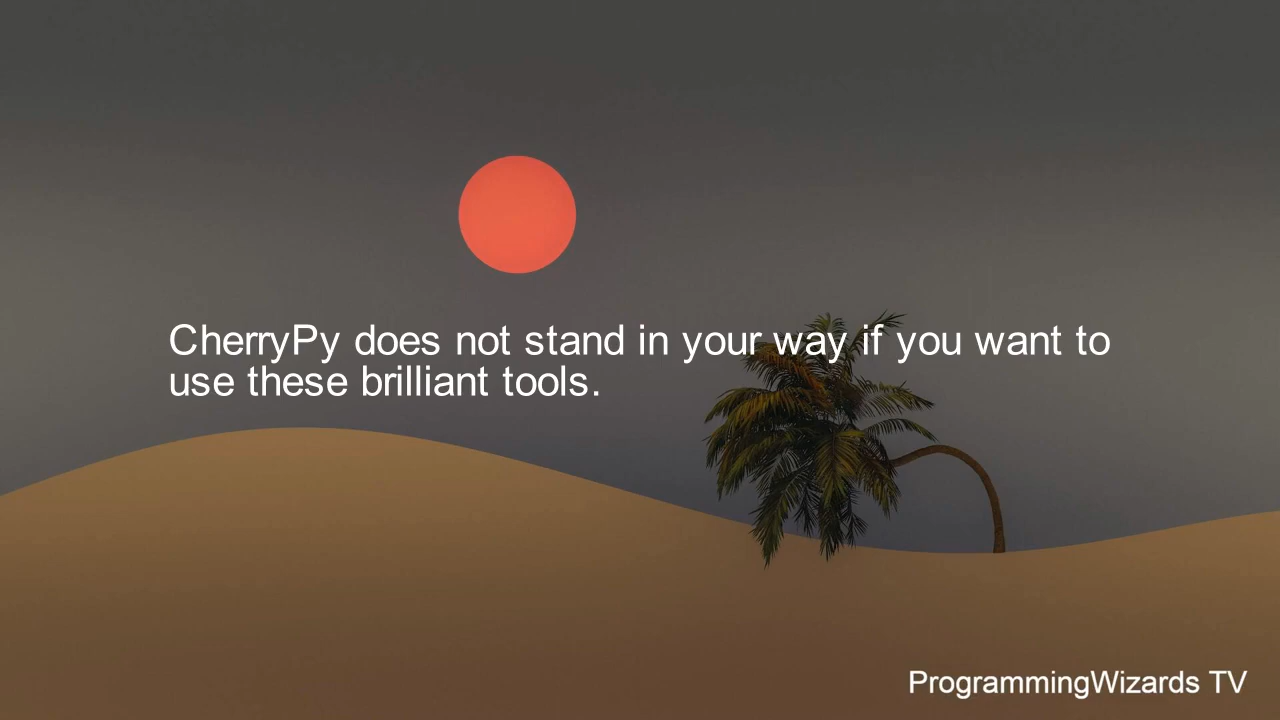 CherryPy does not stand in your way if you want to
use these brilliant tools.
ProgrammingWizards TV